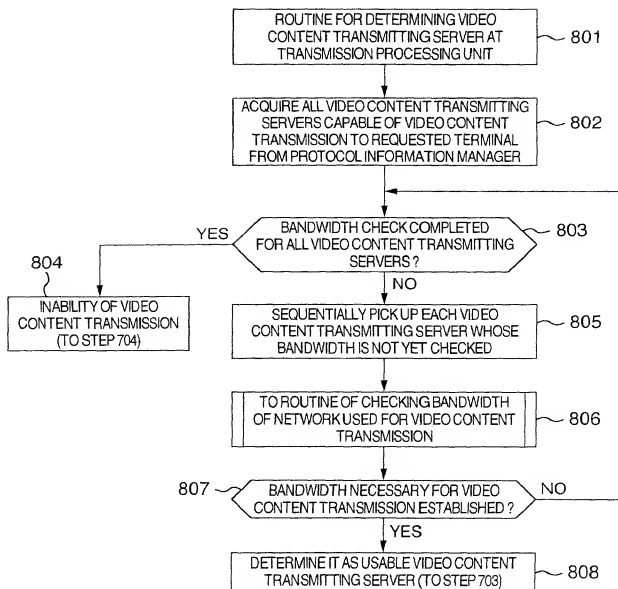 ROUTINE FOR DETERMINING VIDEO
CONTENT TRANSMITTING SERVER AT
TRANSMISSION PROCESSING UNIT
801
ACQUIRE ALL VIDEO CONTENT TRANSMITTING
SERVERS CAPABLE OF VIDEO CONTENT
TRANSMISSION TO REQUESTED TERMINAL
FROM PROTOCOL INFORMATION MANAGER
802
BANDWIDTH CHECK COMPLETED
FOR ALL VIDEO CONTENT TRANSMITTING
SERVERS ?
803
YES
804
INABILITY OF VIDEO
CONTENT TRANSMISSION
(TO STEP 704)
NO
SEQUENTIALLY PICK UP EACH VIDEO
CONTENT TRANSMITTING SERVER WHOSE
BANDWIDTH IS NOT YET CHECKED
805
TO ROUTINE OF CHECKING BANDWIDTH
OF NETWORK USED FOR VIDEO CONTENT
TRANSMISSION
806
807
BANDWIDTH NECESSARY FOR VIDEO
CONTENT TRANSMISSION ESTABLISHED ?
NO
YES
DETERMINE IT AS USABLE VIDEO CONTENT
TRANSMITTING SERVER (TO STEP 703)
808